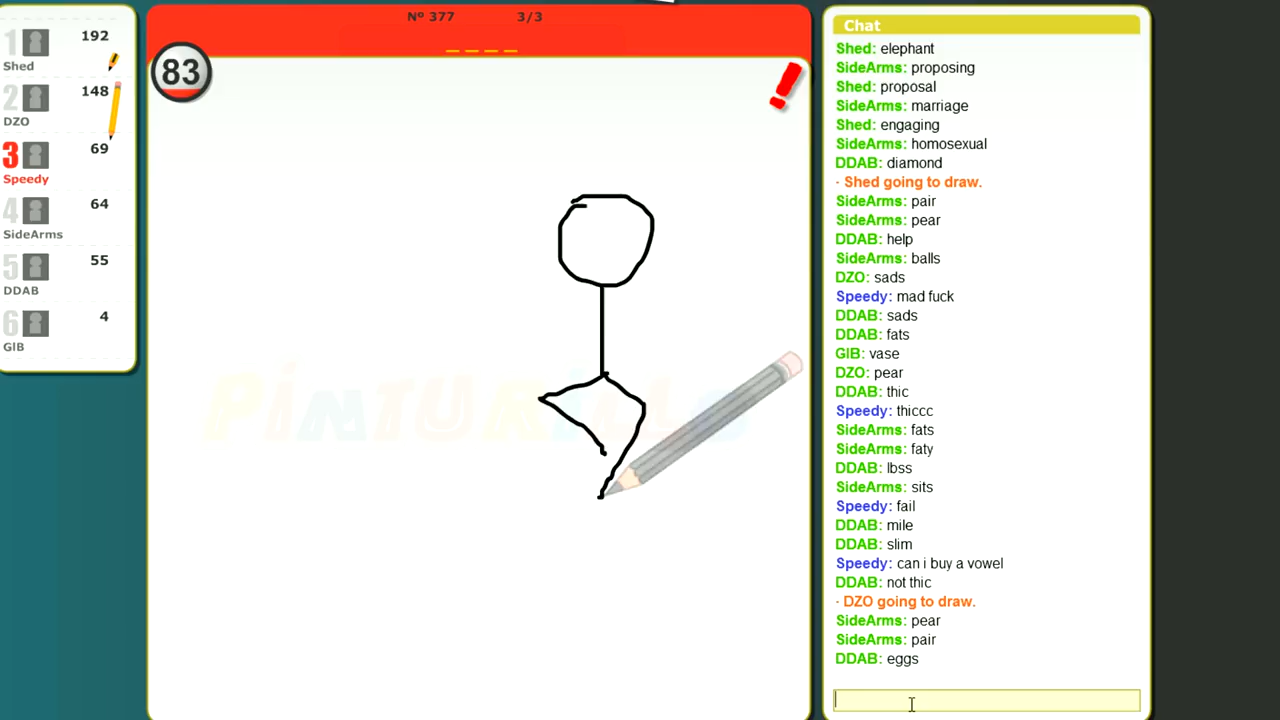 Nº 377 3/3
_ _ _ _
83
1 192
Shed
2 148
DZO
3 69
Speedy
4 64
SideArms
5 55
DDAB
6 4
GIB
PiNTURiLLO
Chat
Shed: elephant
SideArms: proposing
Shed: proposal
SideArms: marriage
Shed: engaging
SideArms: homosexual
DDAB: diamond
· Shed going to draw.
SideArms: pair
SideArms: pear
DDAB: help
SideArms: balls
DZO: sads
Speedy: mad fuck
DDAB: sads
DDAB: fats
GIB: vase
DZO: pear
DDAB: thic
Speedy: thiccc
SideArms: fats
SideArms: faty
DDAB: lbss
SideArms: sits
Speedy: fail
DDAB: mile
DDAB: slim
Speedy: can i buy a vowel
DDAB: not thic
· DZO going to draw.
SideArms: pear
SideArms: pair
DDAB: eggs